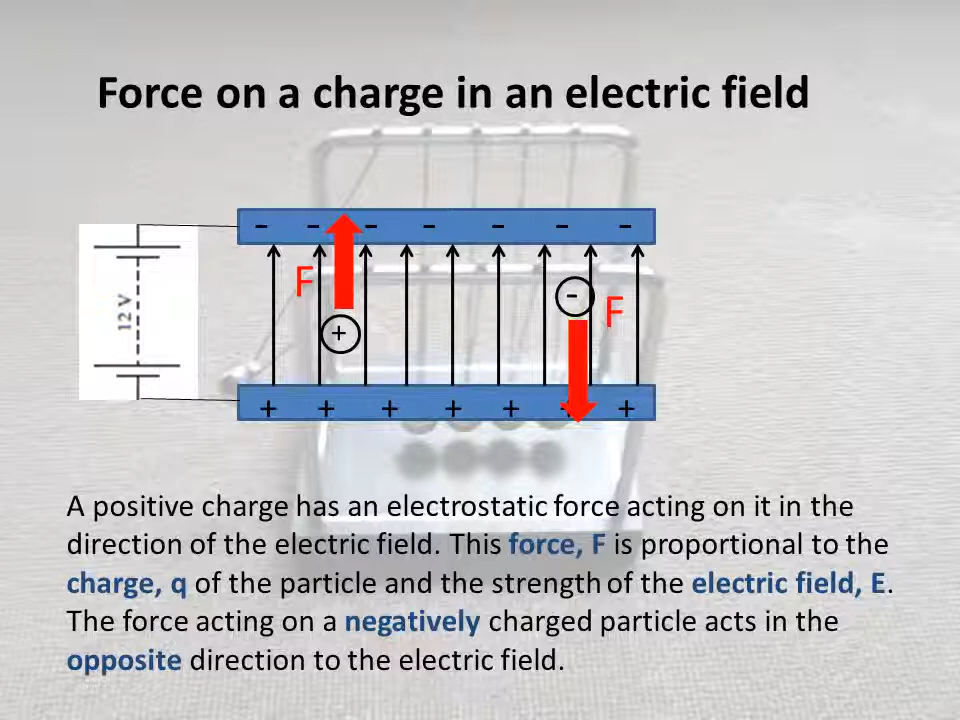 Force on a charge in an electric field
- - - - - - -
F
-
F
12 V
+
+ + + + + + +
A positive charge has an electrostatic force acting on it in the
direction of the electric field. This force, F is proportional to the
charge, q of the particle and the strength of the electric field, E.
The force acting on a negatively charged particle acts in the
opposite direction to the electric field.